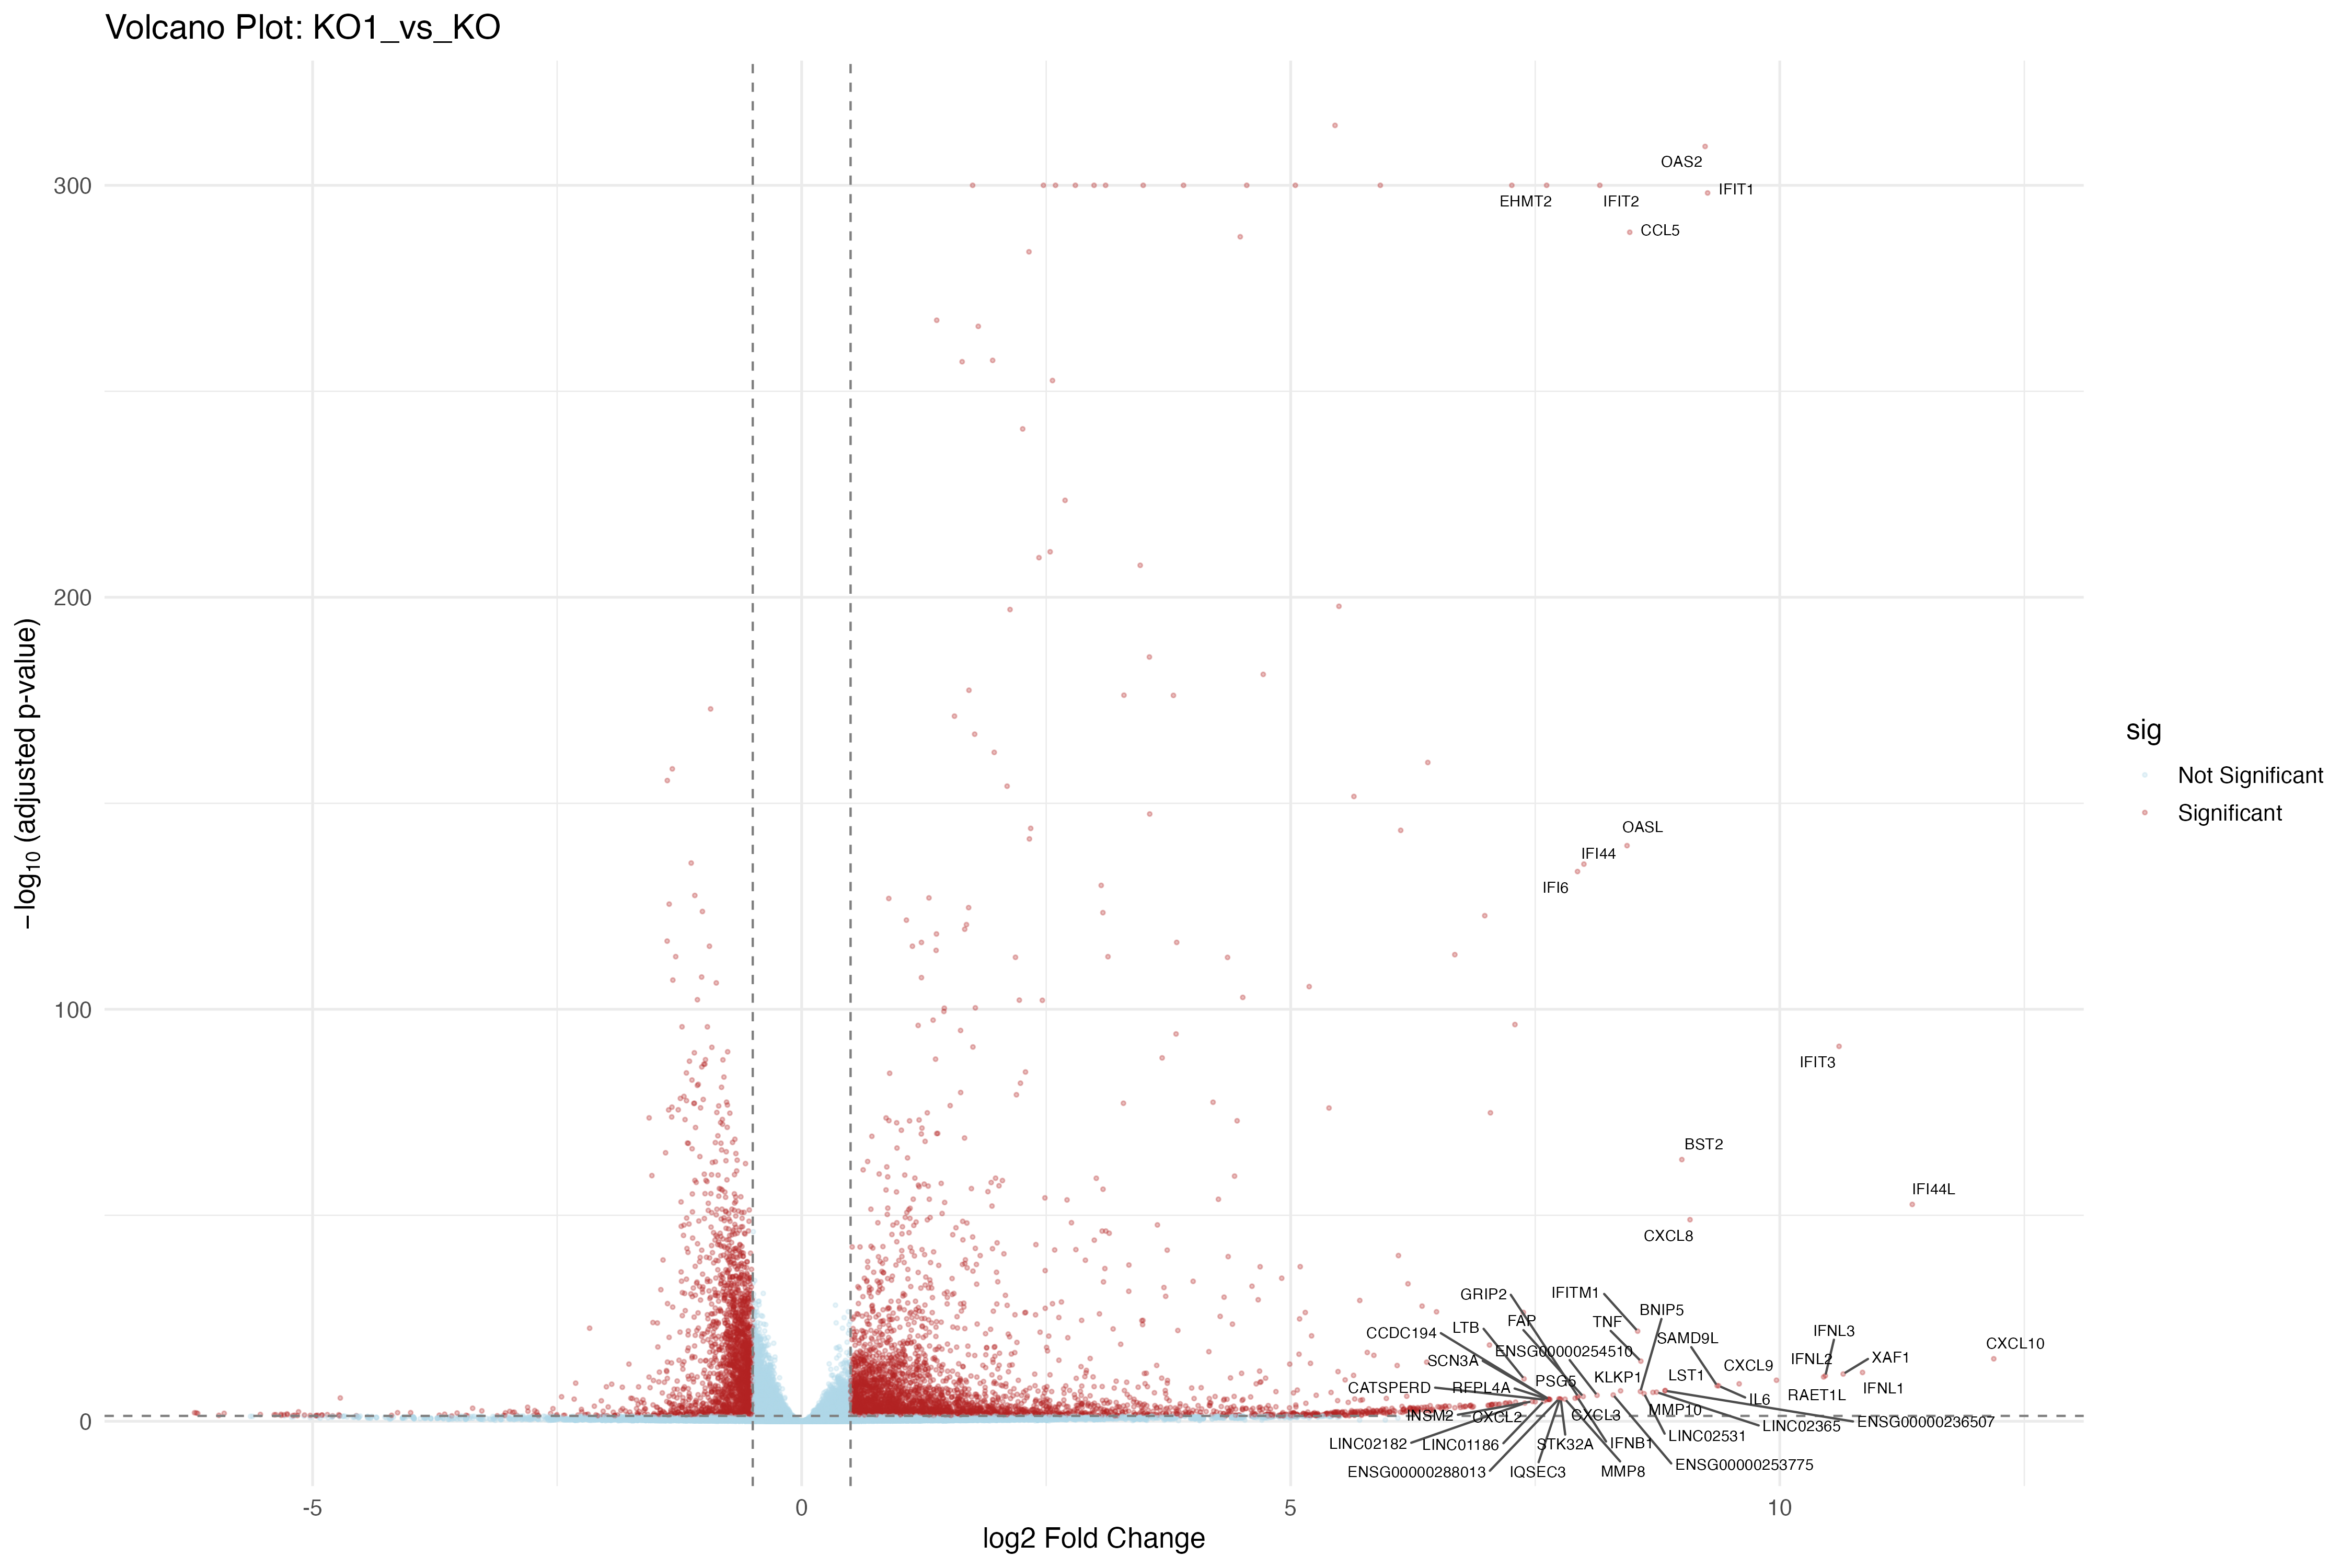 Volcano Plot: KO1_vs_KO
−log10 (adjusted p-value)
300
200
100
0
OAS2
IFIT1
EHMT2
IFIT2
CCL5
OASL
IFI44
IFI6
IFIT3
BST2
IFI44L
CXCL8
GRIP2
IFITM1
BNIP5
FAP
TNF
LTB
CCDC194
SAMD9L
IFNL3
CXCL10
ENSG00000254510
SCN3A
IFNL2
XAF1
CXCL9
KLKP1
LST1
PSG5
CATSPERD
RFPL4A
IFNL1
RAET1L
IL6
MMP10
INSM2
CXCL2
CXCL3
ENSG00000236507
LINC02365
LINC02531
LINC02182
LINC01186
STK32A
IFNB1
ENSG00000253775
ENSG00000288013
IQSEC3
MMP8
-5
0
5
10
log2 Fold Change
sig
Not Significant
Significant